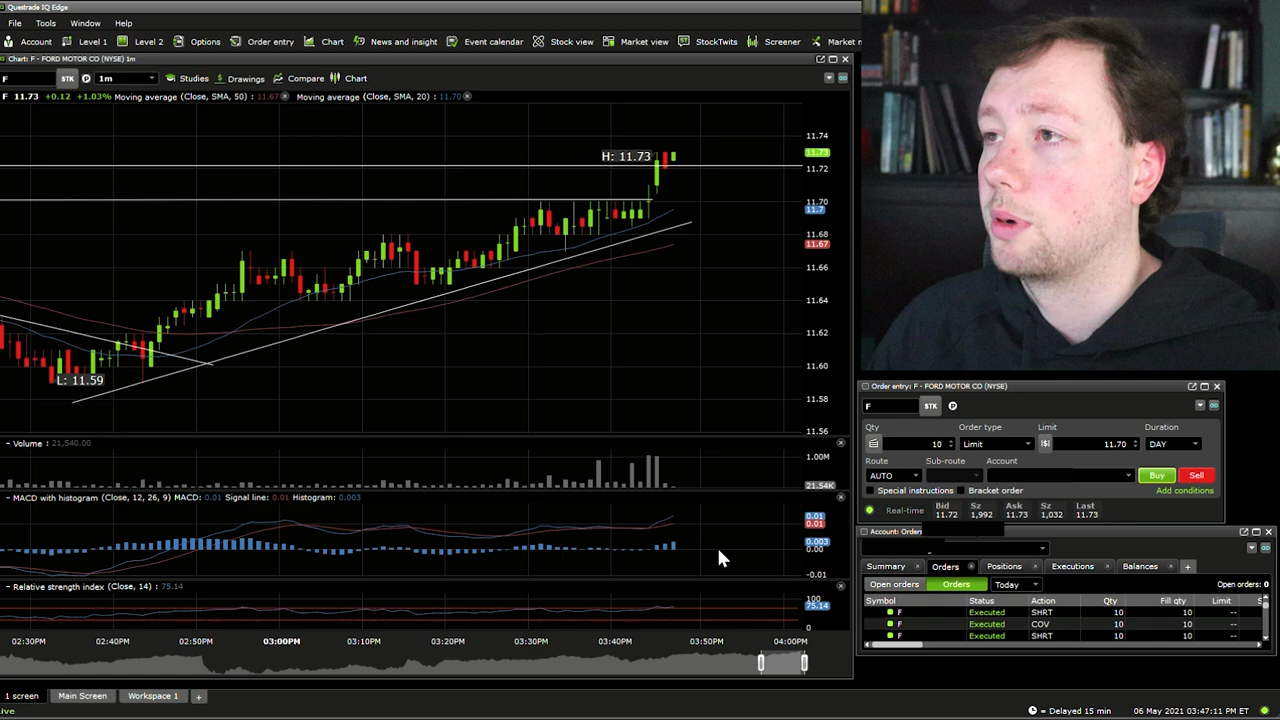 Questrade IQ Edge
File Tools Window Help
Account Level 1 Level 2 Options Order entry Chart News and insight Event calendar Stock view Market view StockTwits Screener Market m
Chart: F - FORD MOTOR CO (NYSE) 1m
F STK P 1m Studies Drawings Compare Chart
F 11.73 +0.12 +1.03% Moving average (Close, SMA, 50) : 11.67 Moving average (Close, SMA, 20) : 11.70
11.74
H: 11.73 11.73
11.72
11.70
11.7
11.68
11.67
11.66
11.64
11.62
11.60
L: 11.59
11.58
11.56
Volume : 21,540.00
1.00M
21.54K
MACD with histogram (Close, 12, 26, 9) MACD: 0.01 Signal line: 0.01 Histogram: 0.003
0.01
0.01
0.003
0.00
-0.01
Relative strength index (Close, 14) : 75.14
100
75.14
0
02:30PM 02:40PM 02:50PM 03:00PM 03:10PM 03:20PM 03:30PM 03:40PM 03:50PM 04:00PM
1 screen Main Screen Workspace 1 +
Live
Order entry: F - FORD MOTOR CO (NYSE)
F STK P
Qty Order type Limit Duration
10 Limit |$| 11.70 DAY
Route Sub-route Account
AUTO Buy Sell
Special instructions Bracket order Add conditions
Real-time Bid Sz Ask Sz Last
11.72 1,992 11.73 1,032 11.73
Account: Orders
Summary Orders Positions Executions Balances +
Open orders Orders Today Open orders: 0
Symbol Status Action Qty Fill qty Limit S
F Executed SHRT 10 10 --
F Executed COV 10 10 --
F Executed SHRT 10 10 --
= Delayed 15 min 06 May 2021 03:47:11 PM ET